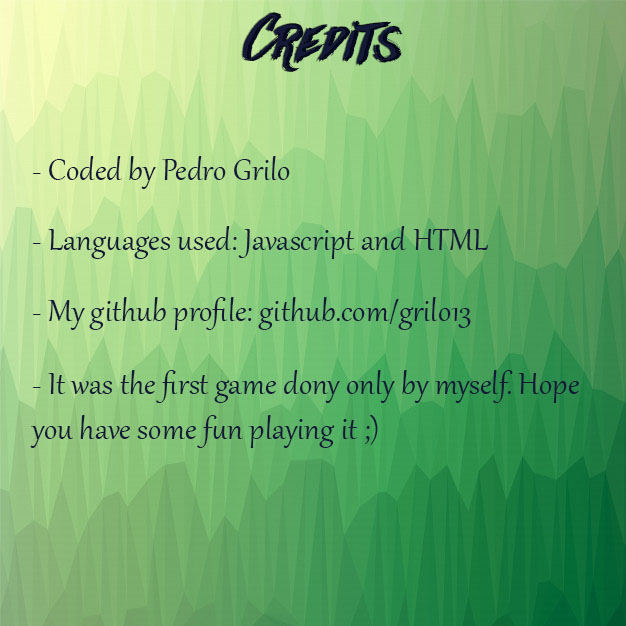 Credits
- Coded by Pedro Grilo
- Languages used: Javascript and HTML
- My github profile: github.com/grilo13
- It was the first game dony only by myself. Hope
you have some fun playing it ;)